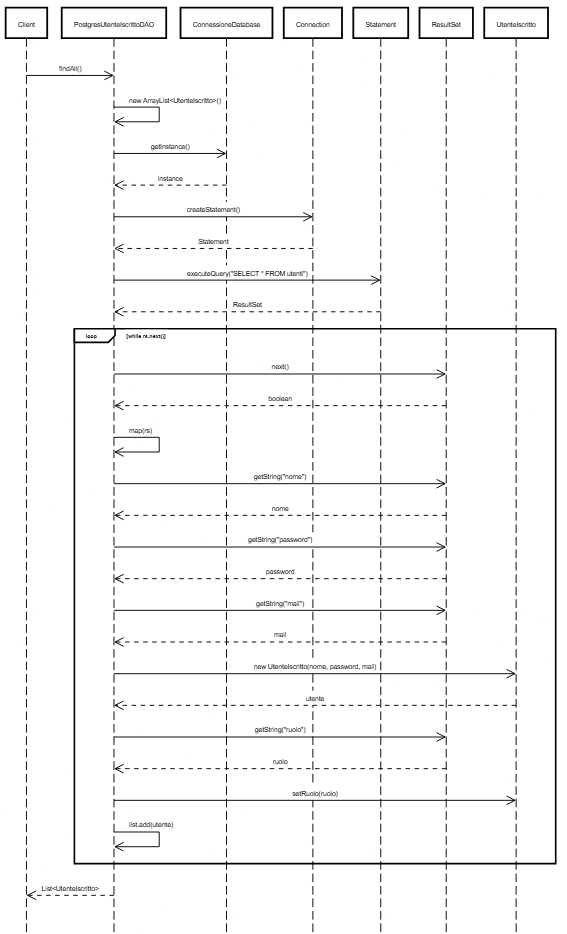 Client
PostgresUtenteIscrittoDAO
ConnessioneDatabase
Connection
Statement
ResultSet
UtenteIscritto
findAll()
new ArrayList<UtenteIscritto>()
getInstance()
instance
createStatement()
Statement
executeQuery("SELECT * FROM utenti")
ResultSet
loop [while rs.next()]
next()
boolean
map(rs)
getString("nome")
nome
getString("password")
password
getString("mail")
mail
new UtenteIscritto(nome, password, mail)
utente
getString("ruolo")
ruolo
setRuolo(ruolo)
list.add(utente)
List<UtenteIscritto>